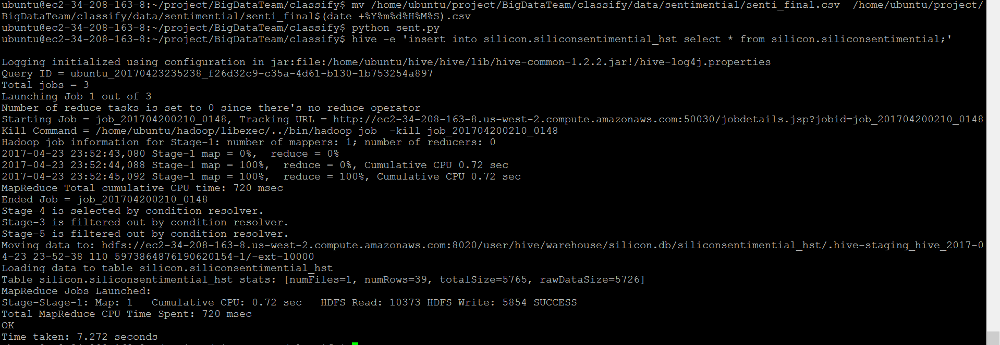 ubuntu@ec2-34-208-163-8:~/project/BigDataTeam/classify$ mv /home/ubuntu/project/BigDataTeam/classify/data/sentimential/senti_final.csv  /home/ubuntu/project/
BigDataTeam/classify/data/sentimential/senti_final$(date +%Y%m%d%H%M%S).csv
ubuntu@ec2-34-208-163-8:~/project/BigDataTeam/classify$ python sent.py
ubuntu@ec2-34-208-163-8:~/project/BigDataTeam/classify$ hive -e 'insert into silicon.siliconsentimential_hst select * from silicon.siliconsentimential;'
Logging initialized using configuration in jar:file:/home/ubuntu/hive/hive/lib/hive-common-1.2.2.jar!/hive-log4j.properties
Query ID = ubuntu_20170423235238_f26d32c9-c35a-4d61-b130-1b753254a897
Total jobs = 3
Launching Job 1 out of 3
Number of reduce tasks is set to 0 since there's no reduce operator
Starting Job = job_201704200210_0148, Tracking URL = http://ec2-34-208-163-8.us-west-2.compute.amazonaws.com:50030/jobdetails.jsp?jobid=job_201704200210_0148
Kill Command = /home/ubuntu/hadoop/libexec/../bin/hadoop job  -kill job_201704200210_0148
Hadoop job information for Stage-1: number of mappers: 1; number of reducers: 0
2017-04-23 23:52:43,080 Stage-1 map = 0%,  reduce = 0%
2017-04-23 23:52:44,088 Stage-1 map = 100%,  reduce = 0%, Cumulative CPU 0.72 sec
2017-04-23 23:52:45,092 Stage-1 map = 100%,  reduce = 100%, Cumulative CPU 0.72 sec
MapReduce Total cumulative CPU time: 720 msec
Ended Job = job_201704200210_0148
Stage-4 is selected by condition resolver.
Stage-3 is filtered out by condition resolver.
Stage-5 is filtered out by condition resolver.
Moving data to: hdfs://ec2-34-208-163-8.us-west-2.compute.amazonaws.com:8020/user/hive/warehouse/silicon.db/siliconsentimential_hst/.hive-staging_hive_2017-0
4-23_23-52-38_110_5973864876190620154-1/-ext-10000
Loading data to table silicon.siliconsentimential_hst
Table silicon.siliconsentimential_hst stats: [numFiles=1, numRows=39, totalSize=5765, rawDataSize=5726]
MapReduce Jobs Launched:
Stage-Stage-1: Map: 1   Cumulative CPU: 0.72 sec   HDFS Read: 10373 HDFS Write: 5854 SUCCESS
Total MapReduce CPU Time Spent: 720 msec
OK
Time taken: 7.272 seconds